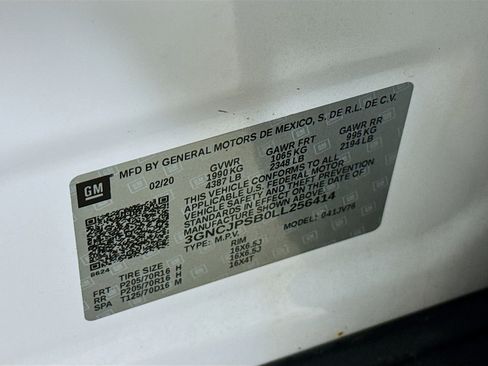 MFD BY GENERAL MOTORS DE MEXICO, S. DE R.L. DE C.V.
GM
02/20
GVWR GAWR FRT GAWR RR
1990 KG 1065 KG 995 KG
4387 LB 2348 LB 2194 LB
THIS VEHICLE CONFORMS TO ALL
APPLICABLE U.S. FEDERAL MOTOR
VEHICLE SAFETY AND THEFT PREVENTION
STANDARDS IN EFFECT ON THE DATE OF
MANUFACTURE SHOWN ABOVE.
3GNCJPSB0LL256414
TYPE: M.P.V. MODEL: 041JV76
8624
TIRE SIZE RIM
FRT P205/70R16 H 16X6.5J
RR P205/70R16 H 16X6.5J
SPA T125/70D16 M 16X4T